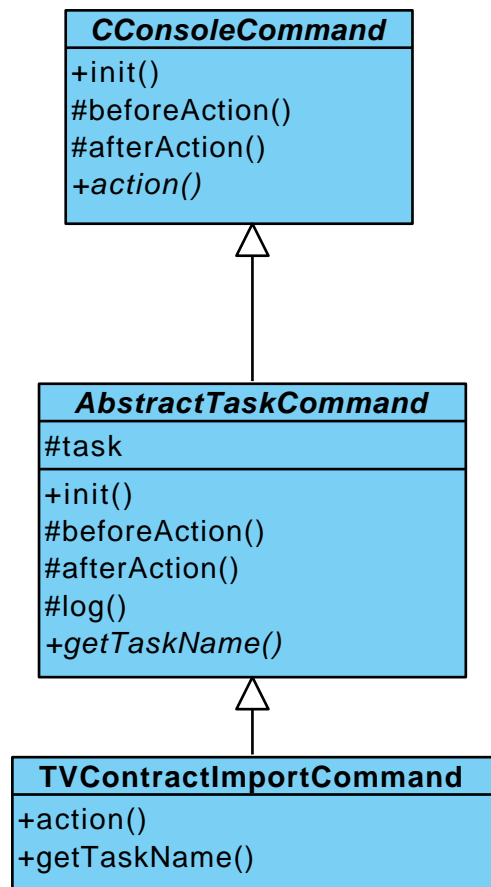 CConsoleCommand
+init()
#beforeAction()
#afterAction()
+action()
AbstractTaskCommand
#task
+init()
#beforeAction()
#afterAction()
#log()
+getTaskName()
TVContractImportCommand
+action()
+getTaskName()